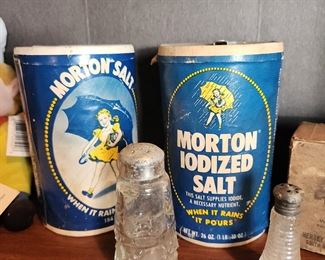 MORTON SALT
WHEN IT RAINS
MORTON
IODIZED
SALT
THIS SALT SUPPLIES IODIDE,
A NECESSARY NUTRIENT.
WHEN IT RAINS
IT POURS
NET WT. 26 OZ. (1 LB. 10 OZ.)